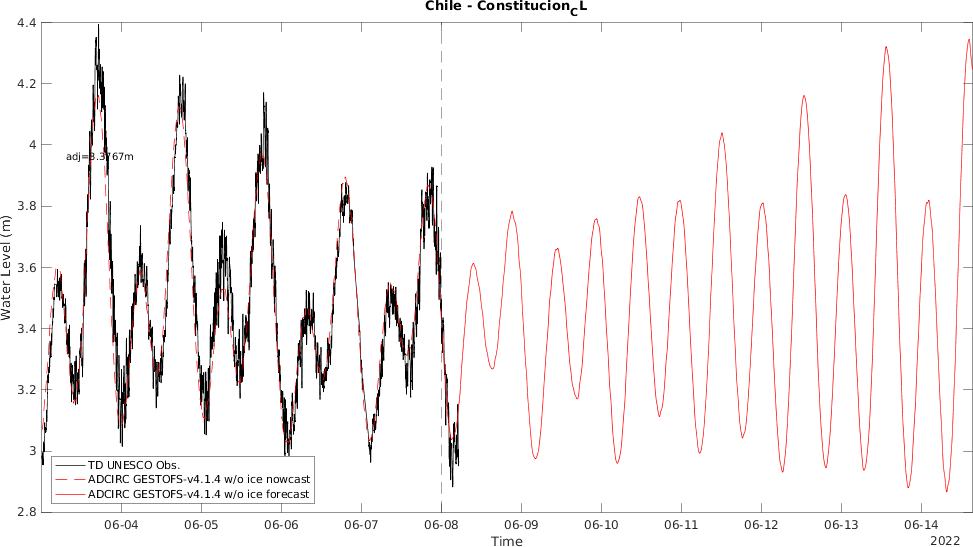 Chile - Constitucion_CL
4.4
4.2
4
3.8
3.6
3.4
3.2
3
2.8
Water Level (m)
adj=3.3767m
TD UNESCO Obs.
ADCIRC GESTOFS-v4.1.4 w/o ice nowcast
ADCIRC GESTOFS-v4.1.4 w/o ice forecast
06-04 06-05 06-06 06-07 06-08 06-09 06-10 06-11 06-12 06-13 06-14
Time
2022